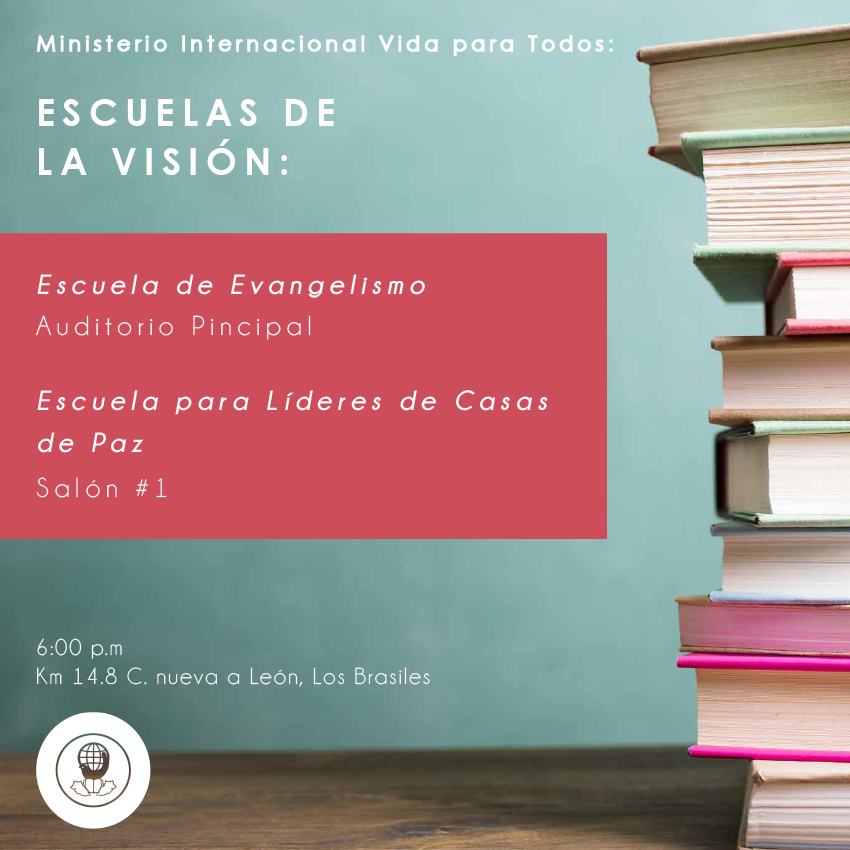 Ministerio Internacional Vida para Todos:
ESCUELAS DE
LA VISIÓN:
Escuela de Evangelismo
Auditorio Pincipal
Escuela para Líderes de Casas
de Paz
Salón #1
6:00 p.m
Km 14.8 C. nueva a León, Los Brasiles